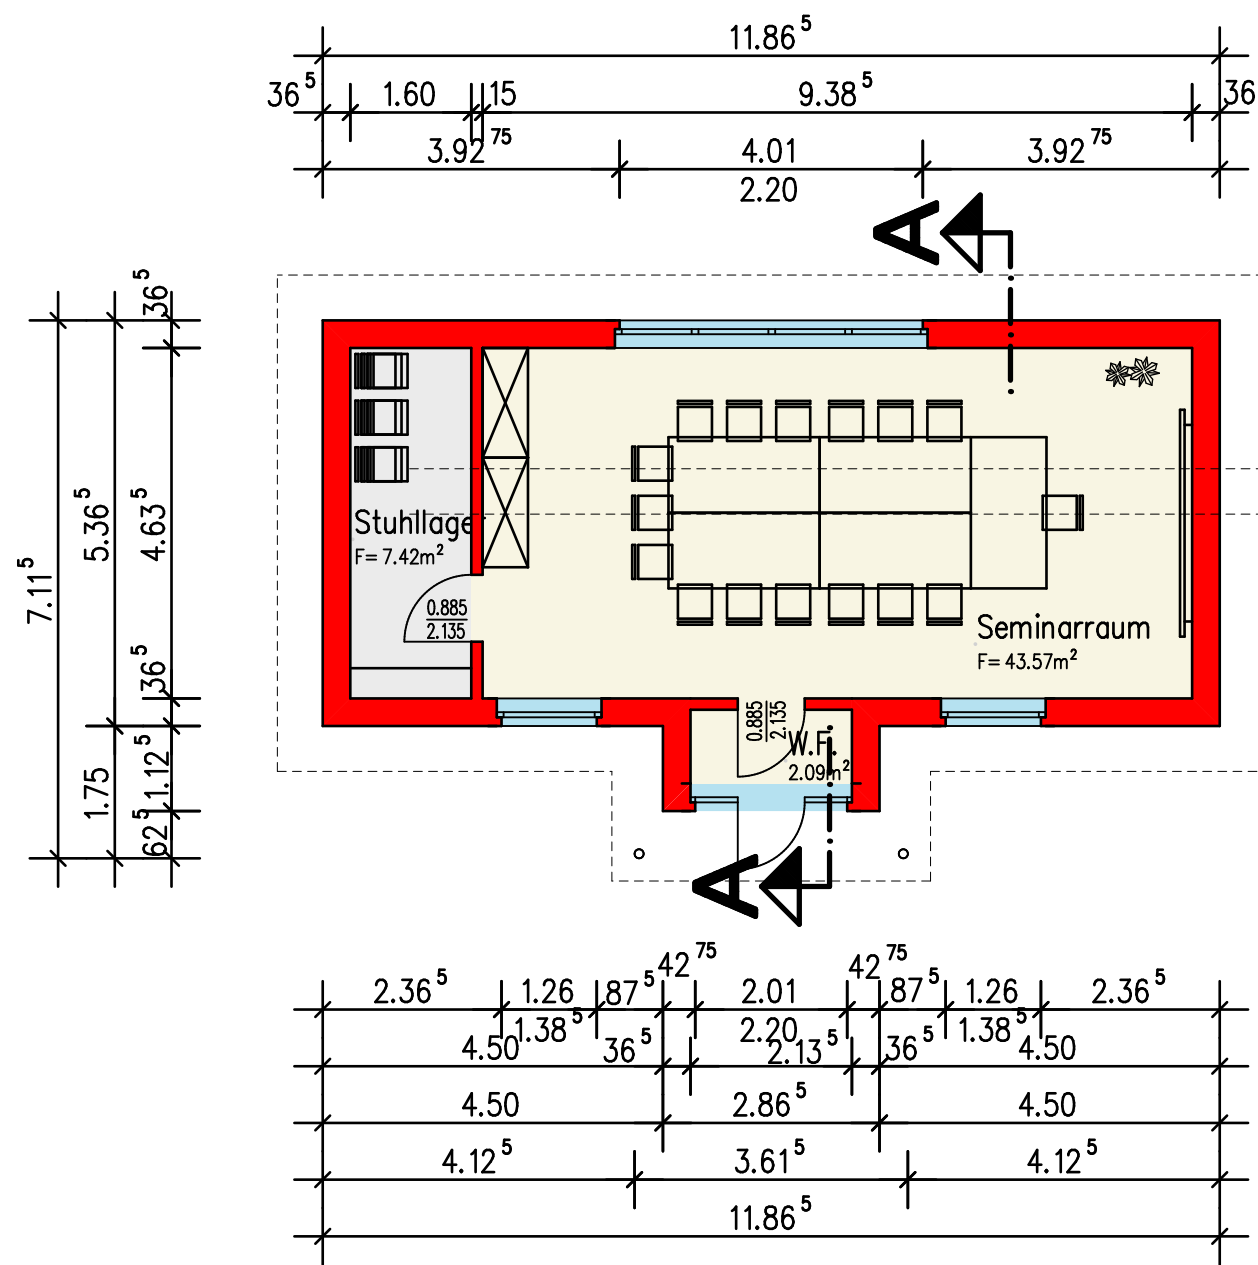 11.86⁵
36⁵ 1.60 15 9.38⁵ 36
3.92⁷⁵ 4.01 3.92⁷⁵
2.20
A
36⁵
5.36⁵
4.63⁵
7.11⁵
36⁵
1.75
1.12⁵
62⁵
Stuhllager
F= 7.42m²
0.885
2.135
Seminarraum
F= 43.57m²
0.885
2.135
W.F.
2.09m²
A
42⁷⁵ 42⁷⁵
2.36⁵ 1.26 87⁵ 2.01 87⁵ 1.26 2.36⁵
1.38⁵ 2.20 1.38⁵
4.50 36⁵ 2.13⁵ 36⁵ 4.50
4.50 2.86⁵ 4.50
4.12⁵ 3.61⁵ 4.12⁵
11.86⁵